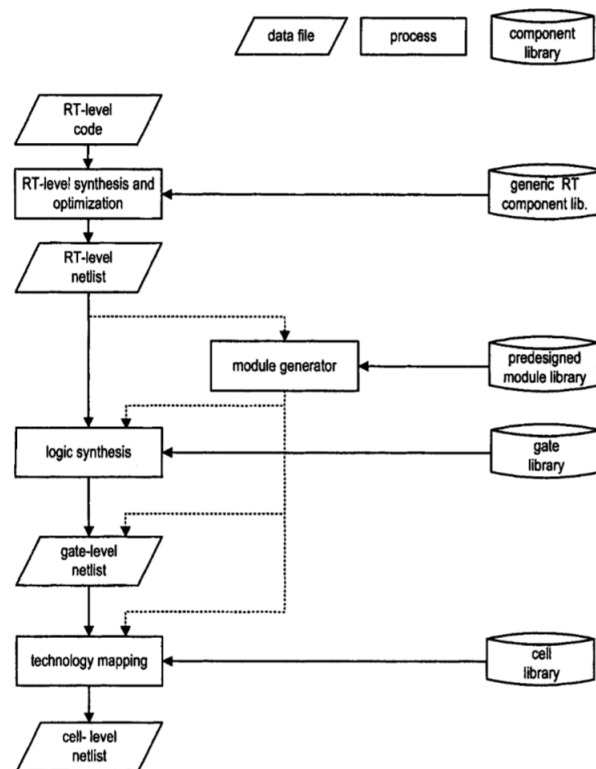 data file
process
component
library
RT-level
code
RT-level synthesis and
optimization
generic RT
component lib.
RT-level
netlist
module generator
predesigned
module library
logic synthesis
gate
library
gate-level
netlist
technology mapping
cell
library
cell- level
netlist